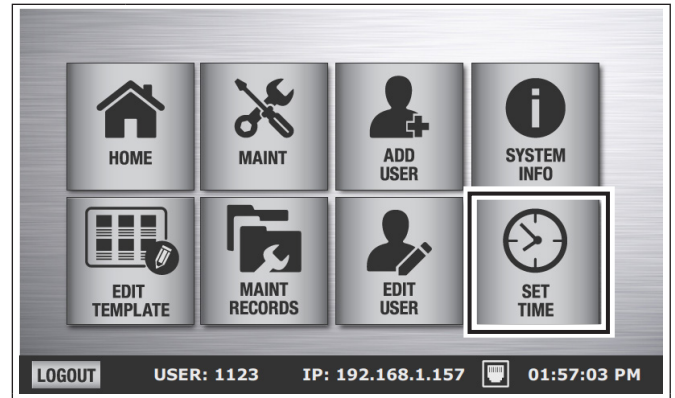 HOME
MAINT
ADD
USER
SYSTEM
INFO
EDIT
TEMPLATE
MAINT
RECORDS
EDIT
USER
SET
TIME
LOGOUT USER: 1123 IP: 192.168.1.157 01:57:03 PM